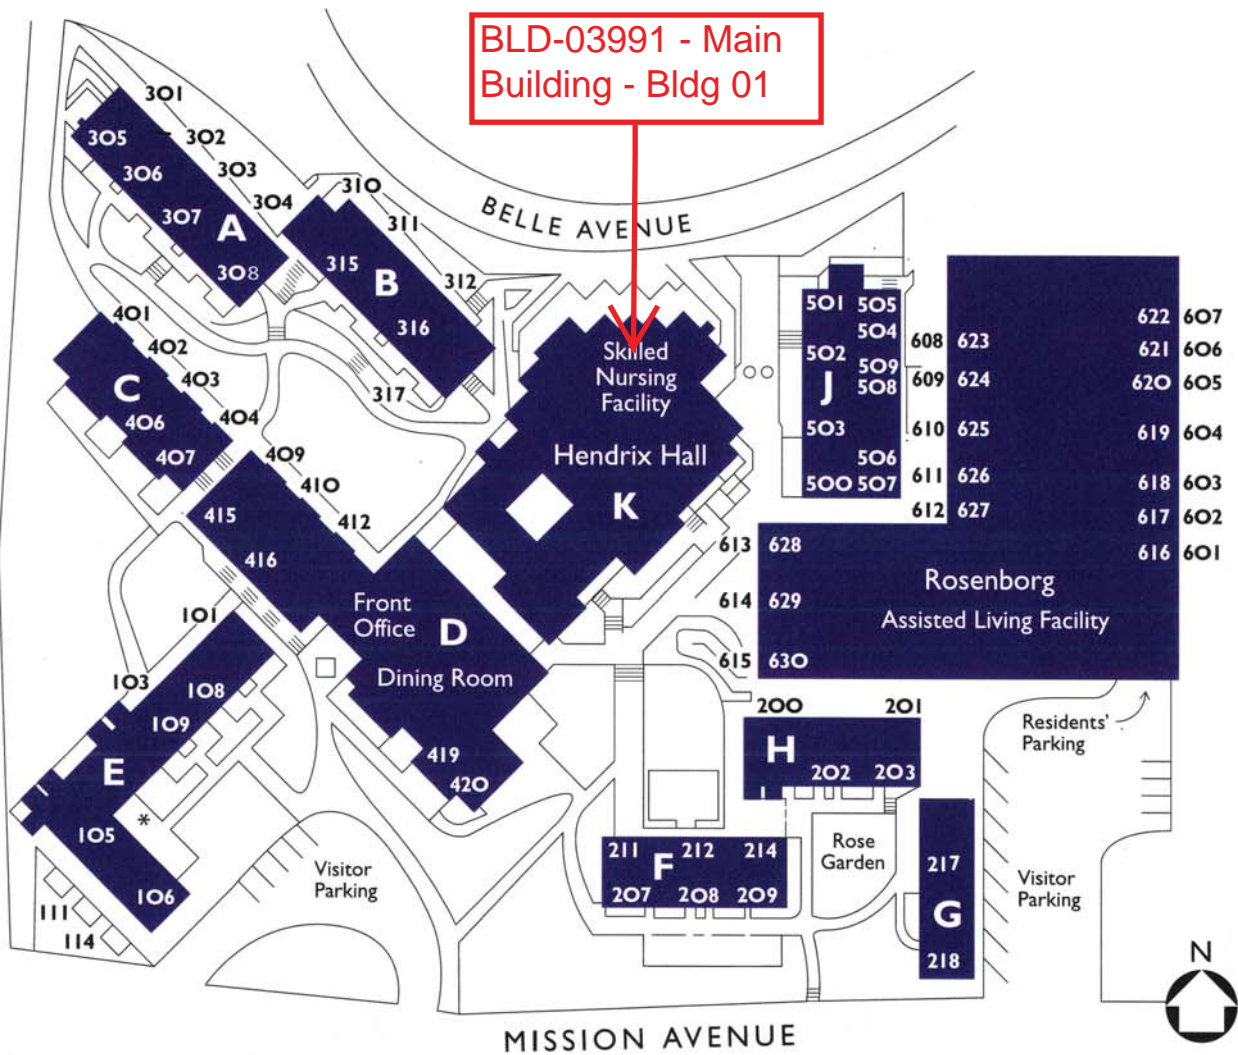 BLD-03991 - Main
Building - Bldg 01
BELLE AVENUE
301
302
303
304
305
306
307
308
A
310
311
312
315
316
317
B
401
402
403
404
406
407
C
409
410
412
415
416
Front
Office
D
Dining Room
419
420
Skilled
Nursing
Facility
Hendrix Hall
K
501
505
504
502
509
508
J
503
506
500
507
608
623
609
624
610
625
611
626
612
627
613
628
614
629
615
630
622
607
621
606
620
605
619
604
618
603
617
602
616
601
Rosenborg
Assisted Living Facility
101
103
108
109
E
105
*
106
111
114
Visitor
Parking
200
201
H
202
203
211
F
212
214
207
208
209
Rose
Garden
217
G
218
Residents'
Parking
Visitor
Parking
N
MISSION AVENUE